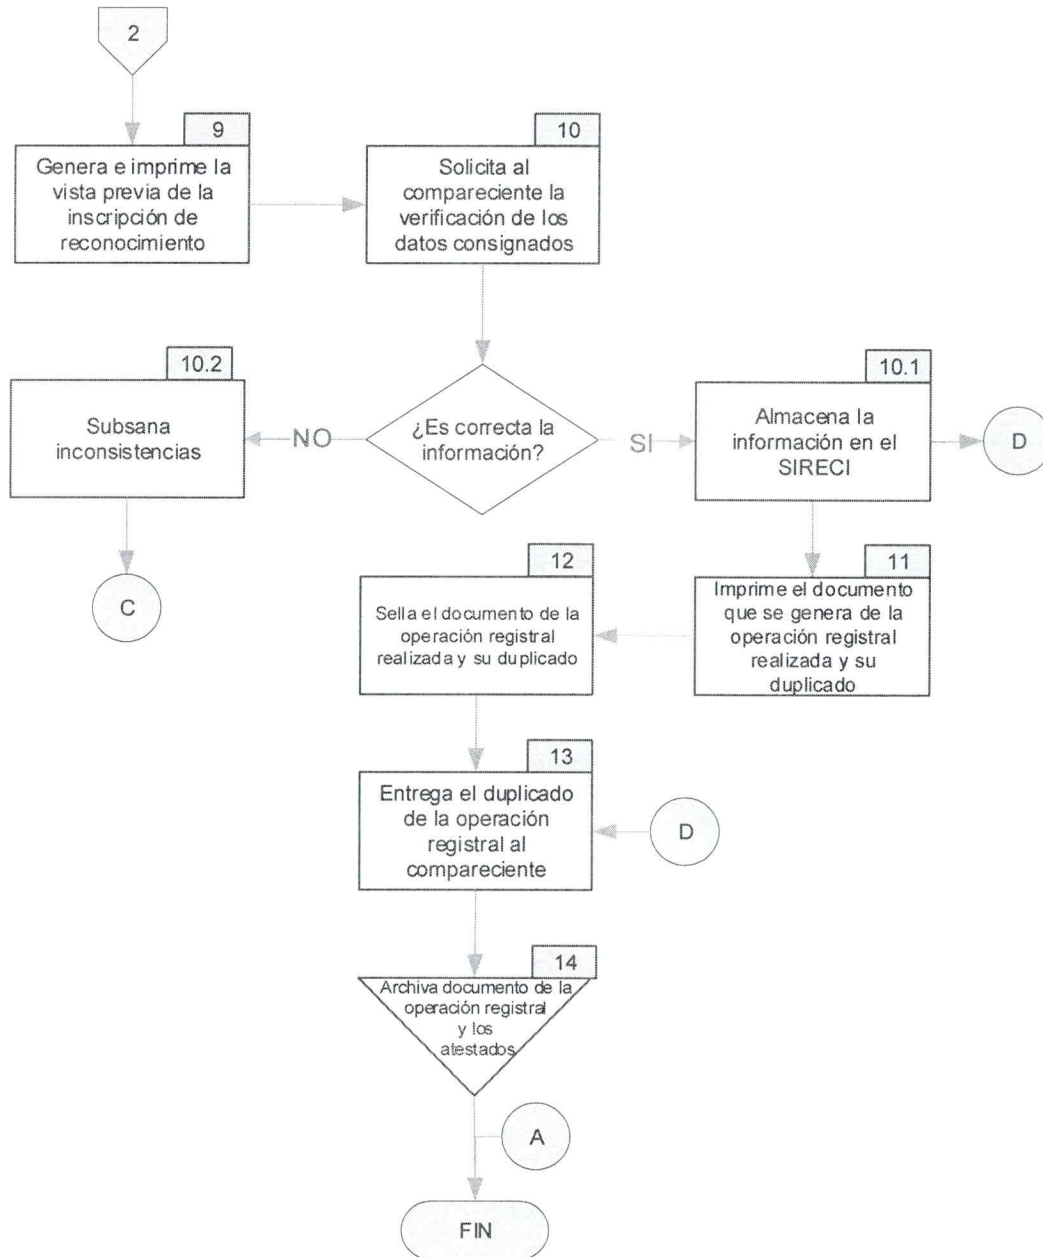 2
9
Genera e imprime la
vista previa de la
inscripción de
reconocimiento
10
Solicita al
compareciente la
verificación de los
datos consignados
10.2
Subsana
inconsistencias
NO
¿Es correcta la
información?
SI
10.1
Almacena la
información en el
SIRECI
D
C
12
Sella el documento de la
operación registral
realizada y su duplicado
11
Imprime el documento
que se genera de la
operación registral
realizada y su
duplicado
13
Entrega el duplicado
de la operación
registral al
compareciente
D
14
Archiva documento de la
operación registral
y los
atestados
A
FIN